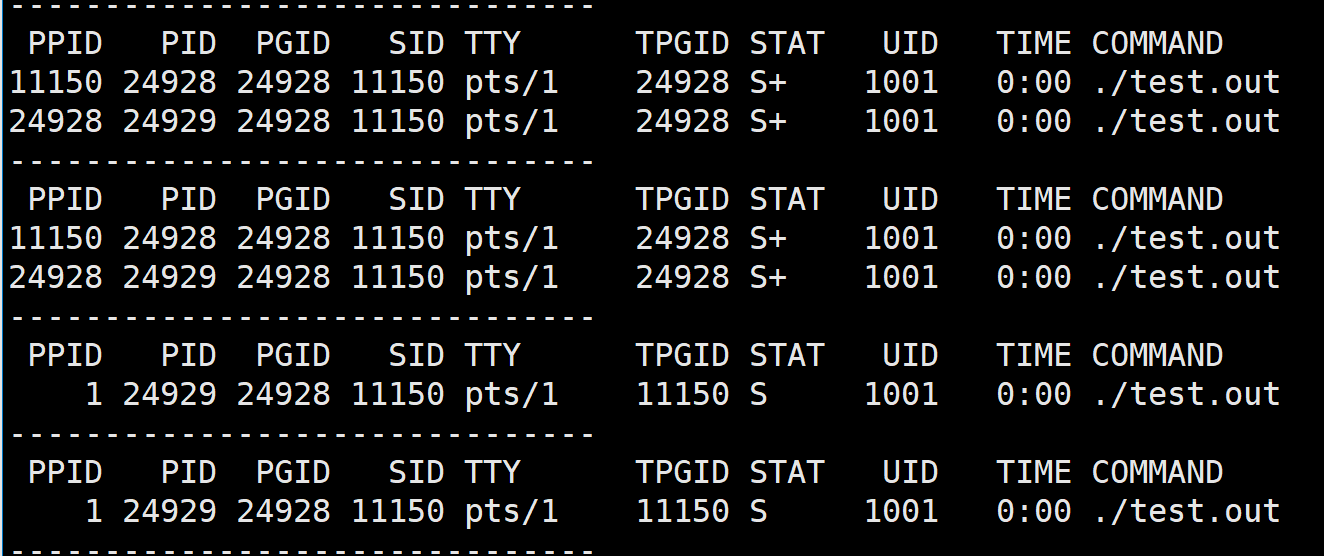 -------------------------------
 PPID   PID  PGID   SID TTY      TPGID STAT   UID   TIME COMMAND
11150 24928 24928 11150 pts/1    24928 S+    1001   0:00 ./test.out
24928 24929 24928 11150 pts/1    24928 S+    1001   0:00 ./test.out
-------------------------------
 PPID   PID  PGID   SID TTY      TPGID STAT   UID   TIME COMMAND
11150 24928 24928 11150 pts/1    24928 S+    1001   0:00 ./test.out
24928 24929 24928 11150 pts/1    24928 S+    1001   0:00 ./test.out
-------------------------------
 PPID   PID  PGID   SID TTY      TPGID STAT   UID   TIME COMMAND
    1 24929 24928 11150 pts/1    11150 S     1001   0:00 ./test.out
-------------------------------
 PPID   PID  PGID   SID TTY      TPGID STAT   UID   TIME COMMAND
    1 24929 24928 11150 pts/1    11150 S     1001   0:00 ./test.out
-------------------------------